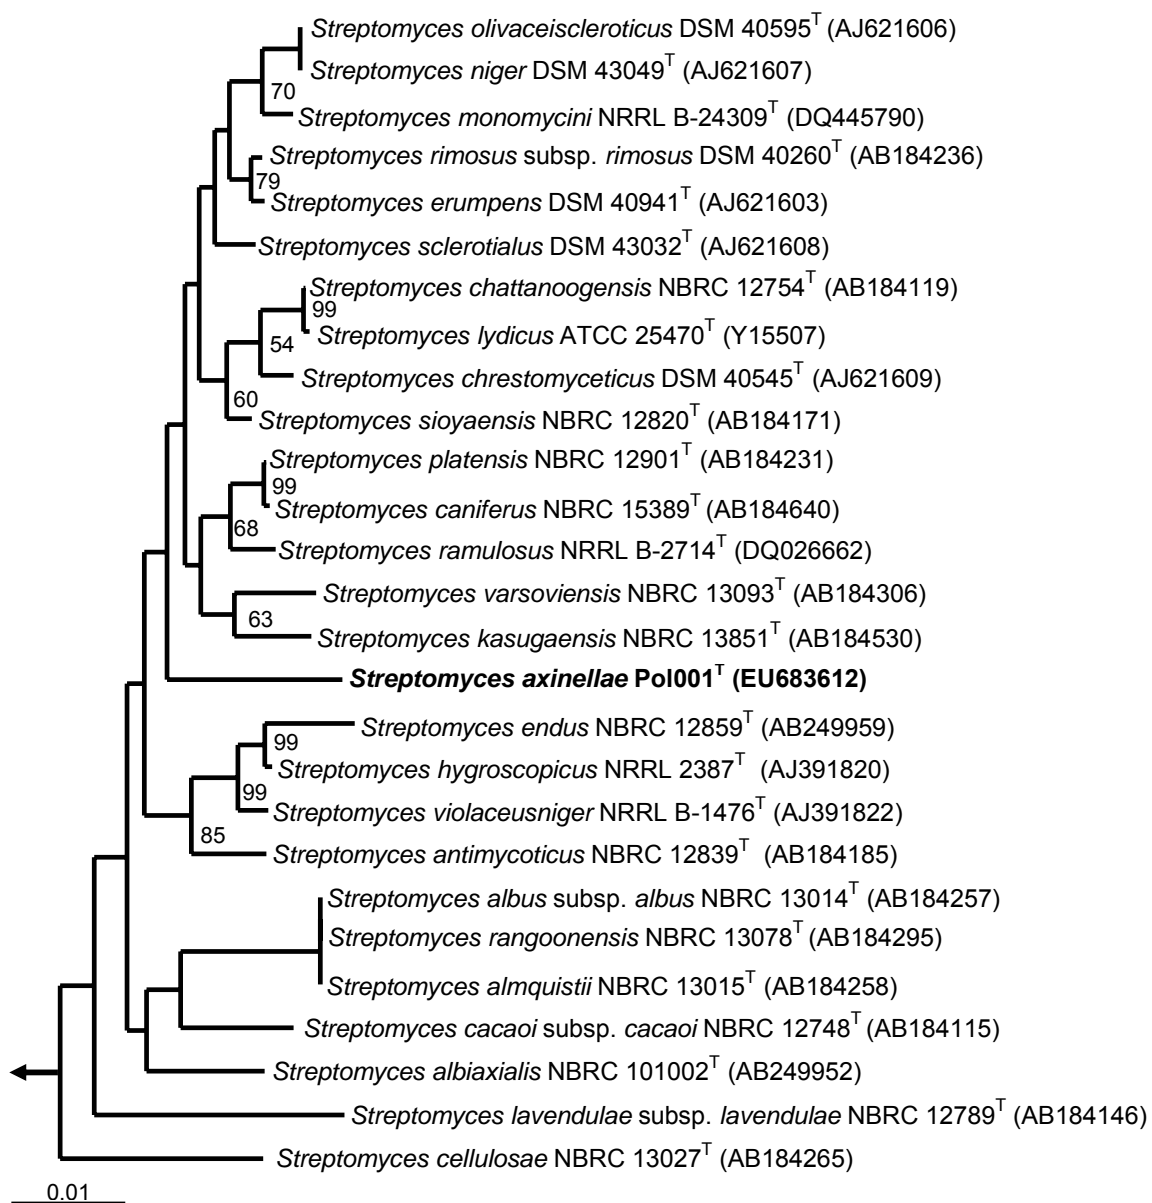 Streptomyces olivaceiscleroticus DSM 40595T (AJ621606)
Streptomyces niger DSM 43049T (AJ621607)
70
Streptomyces monomycini NRRL B-24309T (DQ445790)
Streptomyces rimosus subsp. rimosus DSM 40260T (AB184236)
79
Streptomyces erumpens DSM 40941T (AJ621603)
Streptomyces sclerotialus DSM 43032T (AJ621608)
Streptomyces chattanoogensis NBRC 12754T (AB184119)
99
Streptomyces lydicus ATCC 25470T (Y15507)
54
Streptomyces chrestomyceticus DSM 40545T (AJ621609)
60
Streptomyces sioyaensis NBRC 12820T (AB184171)
Streptomyces platensis NBRC 12901T (AB184231)
99
Streptomyces caniferus NBRC 15389T (AB184640)
68
Streptomyces ramulosus NRRL B-2714T (DQ026662)
Streptomyces varsoviensis NBRC 13093T (AB184306)
63
Streptomyces kasugaensis NBRC 13851T (AB184530)
Streptomyces axinellae Pol001T (EU683612)
Streptomyces endus NBRC 12859T (AB249959)
99
Streptomyces hygroscopicus NRRL 2387T (AJ391820)
99
Streptomyces violaceusniger NRRL B-1476T (AJ391822)
85
Streptomyces antimycoticus NBRC 12839T (AB184185)
Streptomyces albus subsp. albus NBRC 13014T (AB184257)
Streptomyces rangoonensis NBRC 13078T (AB184295)
Streptomyces almquistii NBRC 13015T (AB184258)
Streptomyces cacaoi subsp. cacaoi NBRC 12748T (AB184115)
Streptomyces albiaxialis NBRC 101002T (AB249952)
Streptomyces lavendulae subsp. lavendulae NBRC 12789T (AB184146)
Streptomyces cellulosae NBRC 13027T (AB184265)
0.01